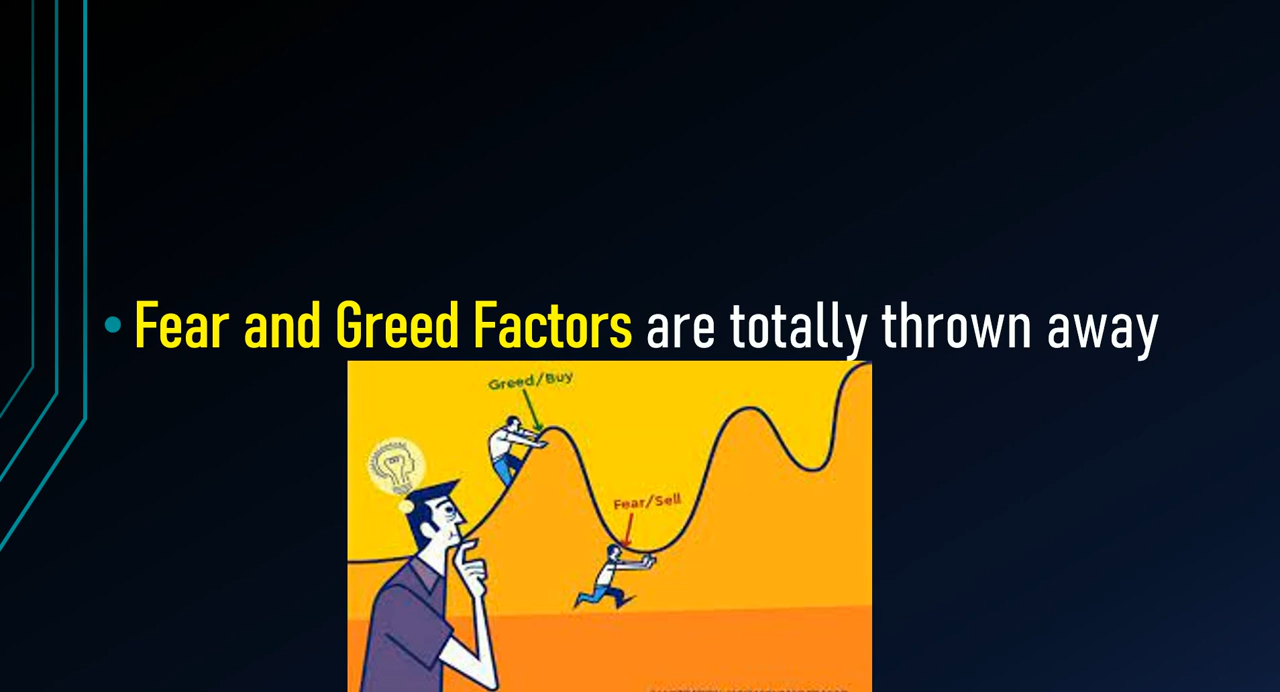 • Fear and Greed Factors are totally thrown away
Greed/Buy
Fear/Sell